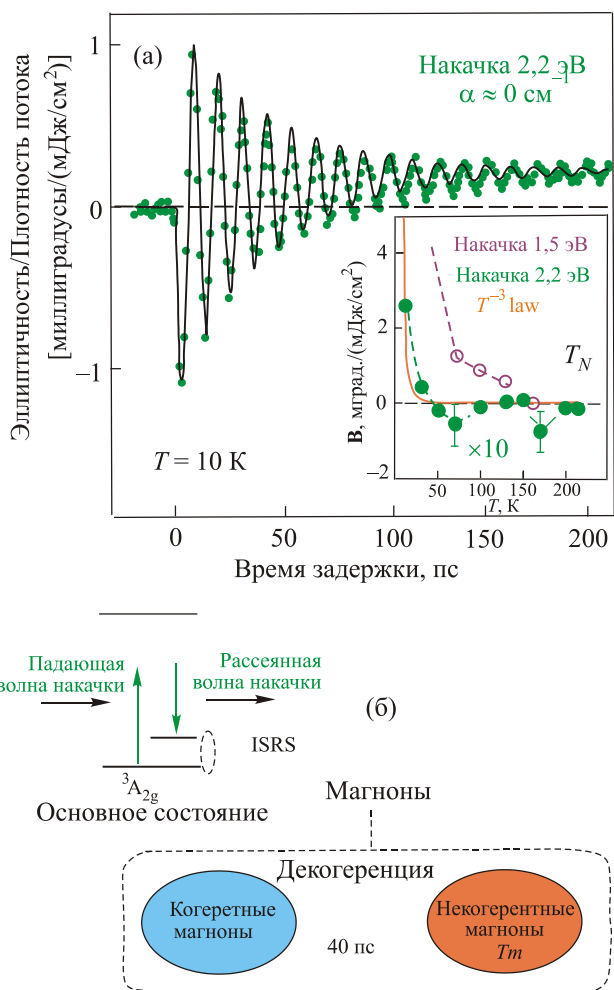 (а)
Накачка 2,2 эВ
α ≈ 0 см⁻¹
Эллиптичность/Плотность потока
[миллиградусы/(мДж/см²)]
1
0
−1
T = 10 К
0
50
100
150
200
Время задержки, пс
Накачка 1,5 эВ
Накачка 2,2 эВ
T⁻³ law
T_N
×10
B, мград./(мДж/см²)
4
2
0
−2
50
100
150
200
T, К
Падающая
волна накачки
Рассеянная
волна накачки
(б)
ISRS
³A₂g
Основное состояние
Магноны
Декогеренция
Когеретные
магноны
40 пс
Некогерентные
магноны
Tm